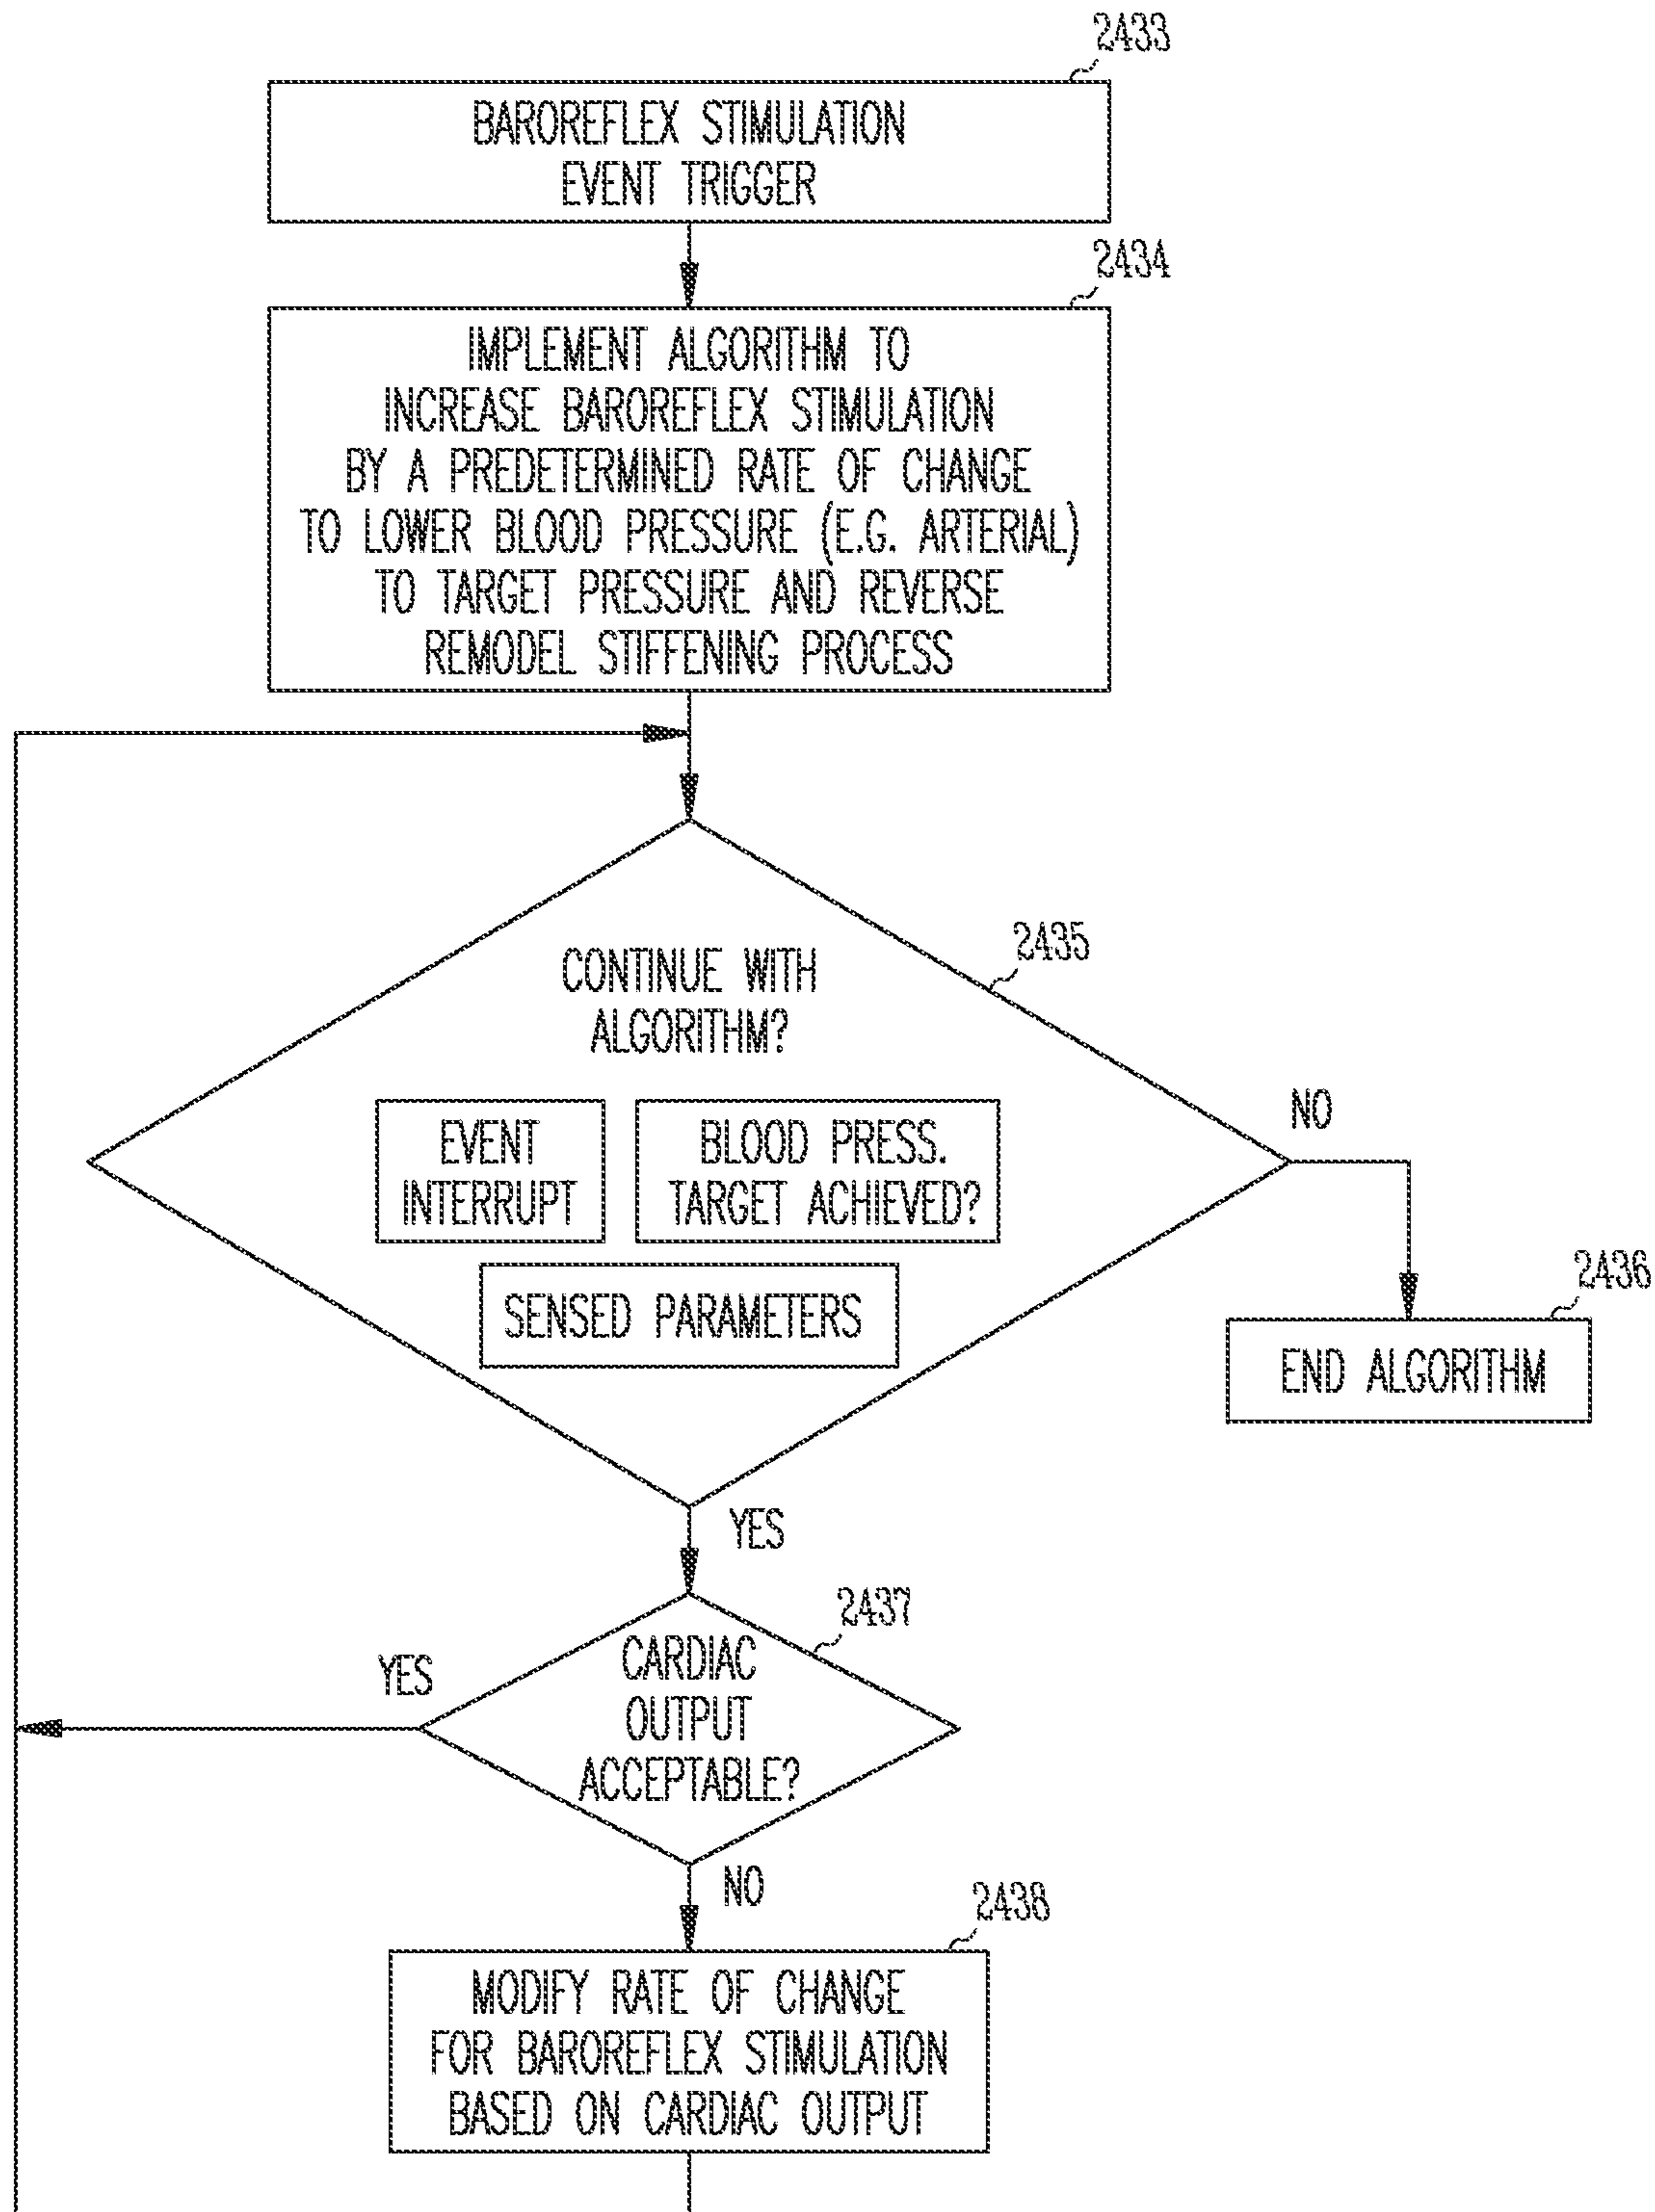 2433
BAROREFLEX STIMULATION
EVENT TRIGGER
2434
IMPLEMENT ALGORITHM TO
INCREASE BAROREFLEX STIMULATION
BY A PREDETERMINED RATE OF CHANGE
TO LOWER BLOOD PRESSURE (E.G. ARTERIAL)
TO TARGET PRESSURE AND REVERSE
REMODEL STIFFENING PROCESS
2435
CONTINUE WITH
ALGORITHM?
EVENT
INTERRUPT
BLOOD PRESS.
TARGET ACHIEVED?
SENSED PARAMETERS
NO
2436
END ALGORITHM
YES
2437
CARDIAC
OUTPUT
ACCEPTABLE?
YES
NO
2438
MODIFY RATE OF CHANGE
FOR BAROREFLEX STIMULATION
BASED ON CARDIAC OUTPUT